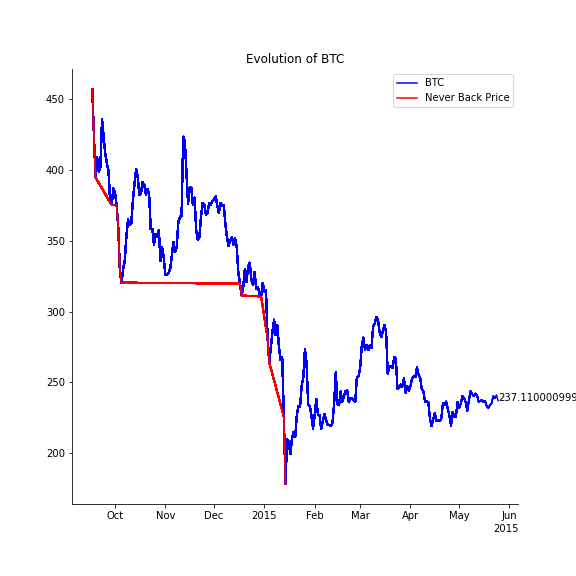 Evolution of BTC
BTC
Never Back Price
450
400
350
300
250
200
237.110000999
Oct
Nov
Dec
2015
Feb
Mar
Apr
May
Jun
2015